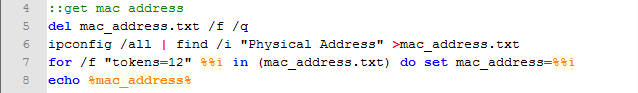 4 ::get mac address
5 del mac_address.txt /f /q
6 ipconfig /all | find /i "Physical Address" >mac_address.txt
7 for /f "tokens=12" %%i in (mac_address.txt) do set mac_address=%%i
8 echo %mac_address%